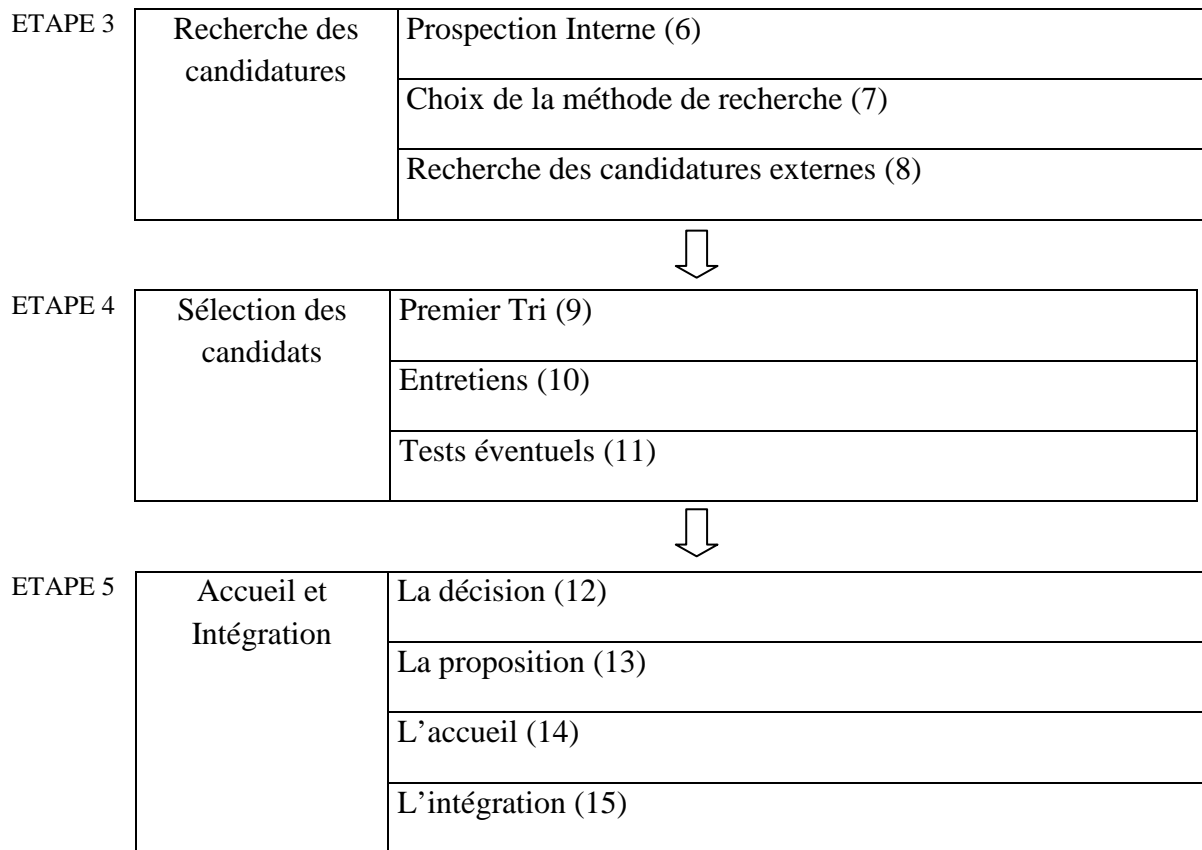 ETAPE 3
Recherche des
candidatures
Prospection Interne (6)
Choix de la méthode de recherche (7)
Recherche des candidatures externes (8)
ETAPE 4
Sélection des
candidats
Premier Tri (9)
Entretiens (10)
Tests éventuels (11)
ETAPE 5
Accueil et
Intégration
La décision (12)
La proposition (13)
L’accueil (14)
L’intégration (15)